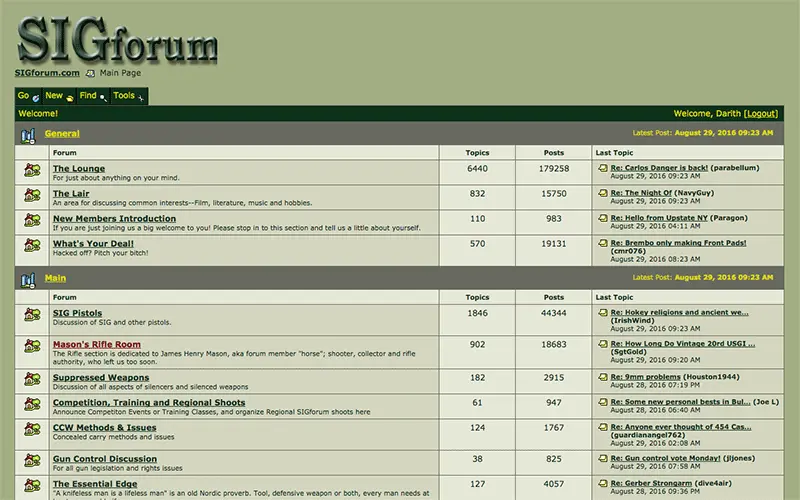 SIGforum
SIGforum.com Main Page
Go New Find Tools
Welcome! Welcome, Darith [Logout]
General Latest Post: August 29, 2016 09:23 AM
Forum Topics Posts Last Topic
The Lounge 6440 179258 Re: Carlos Danger is back! (parabellum)
For just about anything on your mind. August 29, 2016 09:23 AM
The Lair 832 15750 Re: The Night Of (NavyGuy)
An area for discussing common interests--Film, literature, music and hobbies. August 29, 2016 09:23 AM
New Members Introduction 110 983 Re: Hello from Upstate NY (Paragon)
If you are just joining us a big welcome to you! Please stop in to this section and tell us a little about yourself. August 29, 2016 04:11 AM
What's Your Deal! 570 19131 Re: Brembo only making Front Pads!
(cmr076)
Hacked off? Pitch your bitch! August 29, 2016 08:23 AM
Main Latest Post: August 29, 2016 09:23 AM
Forum Topics Posts Last Topic
SIG Pistols 1846 44344 Re: Hokey religions and ancient we...
Discussion of SIG and other pistols. (IrishWind)
August 29, 2016 09:23 AM
Mason's Rifle Room 902 18683 Re: How Long Do Vintage 20rd USGI ...
The Rifle section is dedicated to James Henry Mason, aka forum member "horse"; shooter, collector and rifle (SgtGold)
authority, who left us too soon. August 29, 2016 09:20 AM
Suppressed Weapons 182 2915 Re: 9mm problems (Houston1944)
Discussion of all aspects of silencers and silenced weapons August 28, 2016 07:19 PM
Competition, Training and Regional Shoots 61 947 Re: Some new personal bests in Bul... (Joe L)
Announce Competiton Events or Training Classes, and organize Regional SIGforum shoots here August 28, 2016 06:40 AM
CCW Methods & Issues 124 1767 Re: Anyone ever thought of 454 Cas...
Concealed carry methods and issues (guardianangel762)
August 29, 2016 02:08 AM
Gun Control Discussion 38 825 Re: Gun control vote Monday! (jljones)
For all gun legislation and rights issues August 29, 2016 07:58 AM
The Essential Edge 127 4057 Re: Gerber Strongarm (dive4air)
"A knifeless man is a lifeless man" is an old Nordic proverb. Tool, defensive weapon or both, every man needs at August 28, 2016 09:36 PM